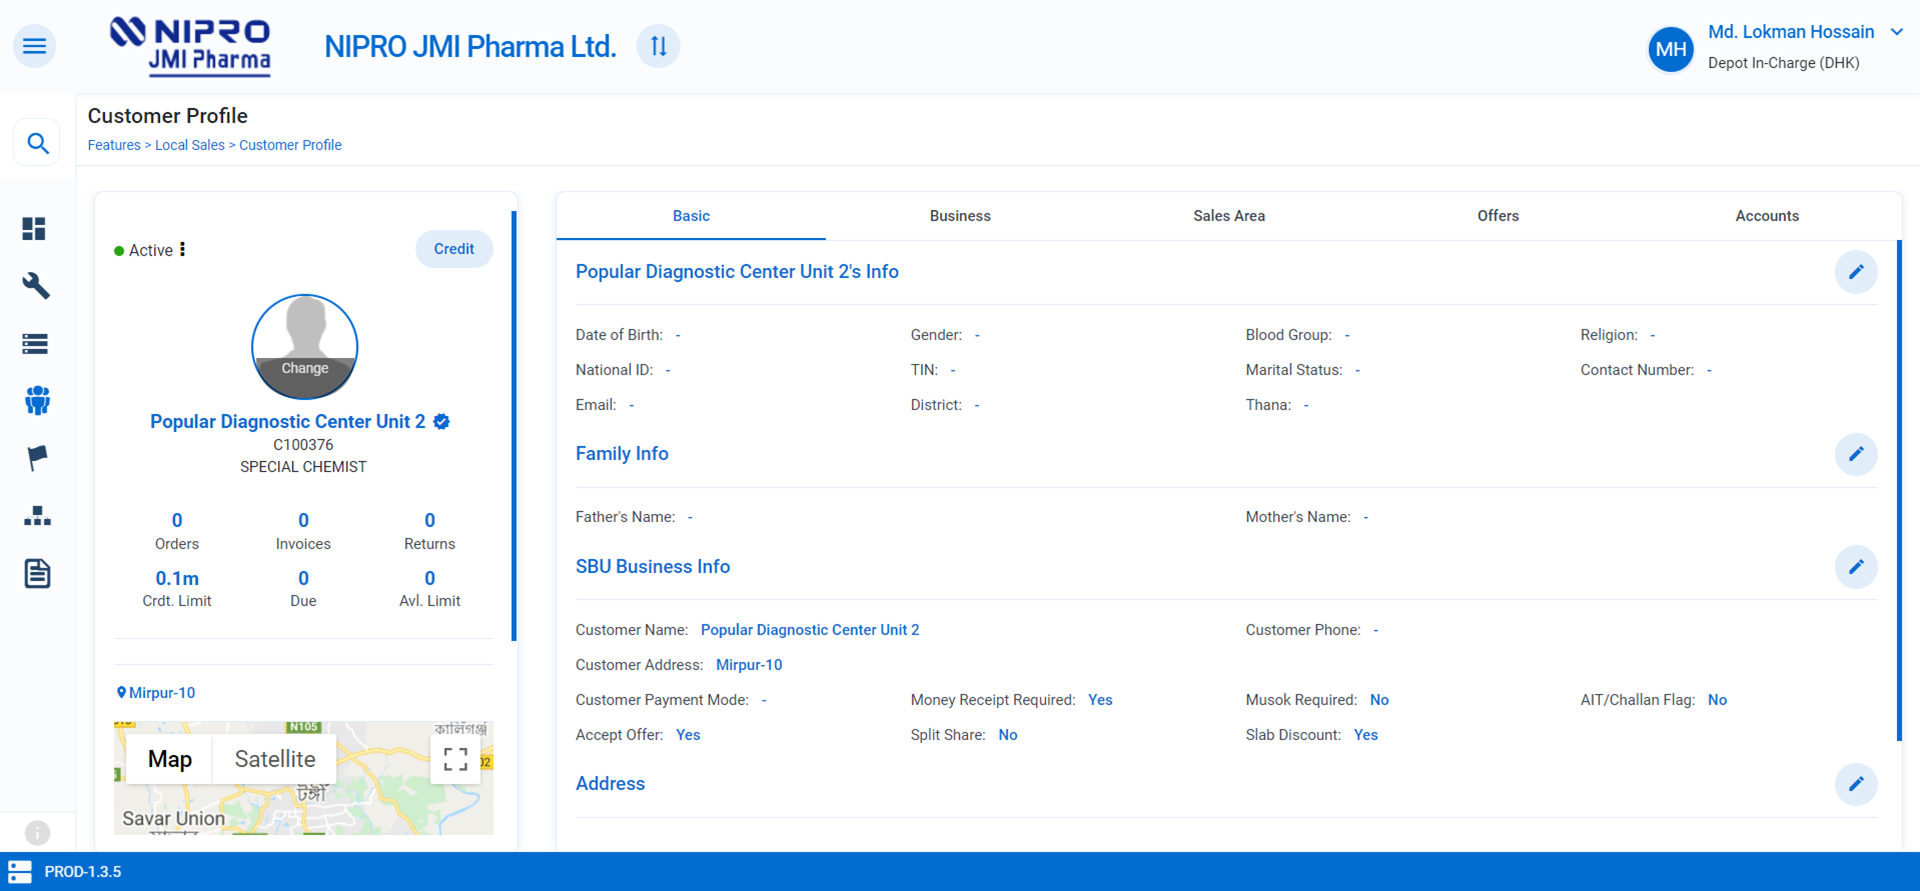 NIPRO
JMI Pharma
NIPRO JMI Pharma Ltd.
MH
Md. Lokman Hossain
Depot In-Charge (DHK)
Customer Profile
Features > Local Sales > Customer Profile
Active
Credit
Change
Popular Diagnostic Center Unit 2
C100376
SPECIAL CHEMIST
0 0 0
Orders Invoices Returns
0.1m 0 0
Crdt. Limit Due Avl. Limit
Mirpur-10
N105
কালিগঞ্জ
Map Satellite
02
টঙ্গী
Savar Union
Basic Business Sales Area Offers Accounts
Popular Diagnostic Center Unit 2's Info
Date of Birth: - Gender: - Blood Group: - Religion: -
National ID: - TIN: - Marital Status: - Contact Number: -
Email: - District: - Thana: -
Family Info
Father's Name: - Mother's Name: -
SBU Business Info
Customer Name: Popular Diagnostic Center Unit 2 Customer Phone: -
Customer Address: Mirpur-10
Customer Payment Mode: - Money Receipt Required: Yes Musok Required: No AIT/Challan Flag: No
Accept Offer: Yes Split Share: No Slab Discount: Yes
Address
PROD-1.3.5